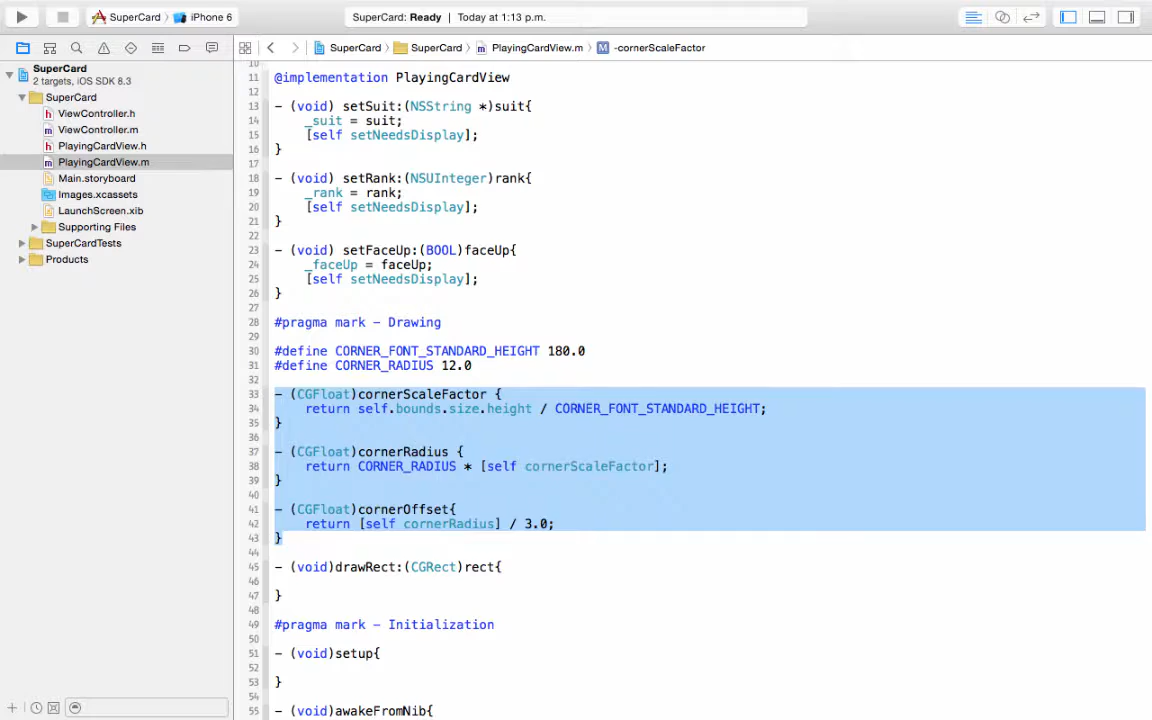 SuperCard
iPhone 6
SuperCard: Ready | Today at 1:13 p.m.
SuperCard
SuperCard
PlayingCardView.m
M -cornerScaleFactor
SuperCard
2 targets, iOS SDK 8.3
SuperCard
h ViewController.h
m ViewController.m
h PlayingCardView.h
m PlayingCardView.m
Main.storyboard
Images.xcassets
LaunchScreen.xib
Supporting Files
SuperCardTests
Products
10
11 @implementation PlayingCardView
12
13 - (void) setSuit:(NSString *)suit{
14 _suit = suit;
15 [self setNeedsDisplay];
16 }
17
18 - (void) setRank:(NSUInteger)rank{
19 _rank = rank;
20 [self setNeedsDisplay];
21 }
22
23 - (void) setFaceUp:(BOOL)faceUp{
24 _faceUp = faceUp;
25 [self setNeedsDisplay];
26 }
27
28 #pragma mark - Drawing
29
30 #define CORNER_FONT_STANDARD_HEIGHT 180.0
31 #define CORNER_RADIUS 12.0
32
33 - (CGFloat)cornerScaleFactor {
34 return self.bounds.size.height / CORNER_FONT_STANDARD_HEIGHT;
35 }
36
37 - (CGFloat)cornerRadius {
38 return CORNER_RADIUS * [self cornerScaleFactor];
39 }
40
41 - (CGFloat)cornerOffset{
42 return [self cornerRadius] / 3.0;
43 }
44
45 - (void)drawRect:(CGRect)rect{
46
47 }
48
49 #pragma mark - Initialization
50
51 - (void)setup{
52
53 }
54
55 - (void)awakeFromNib{